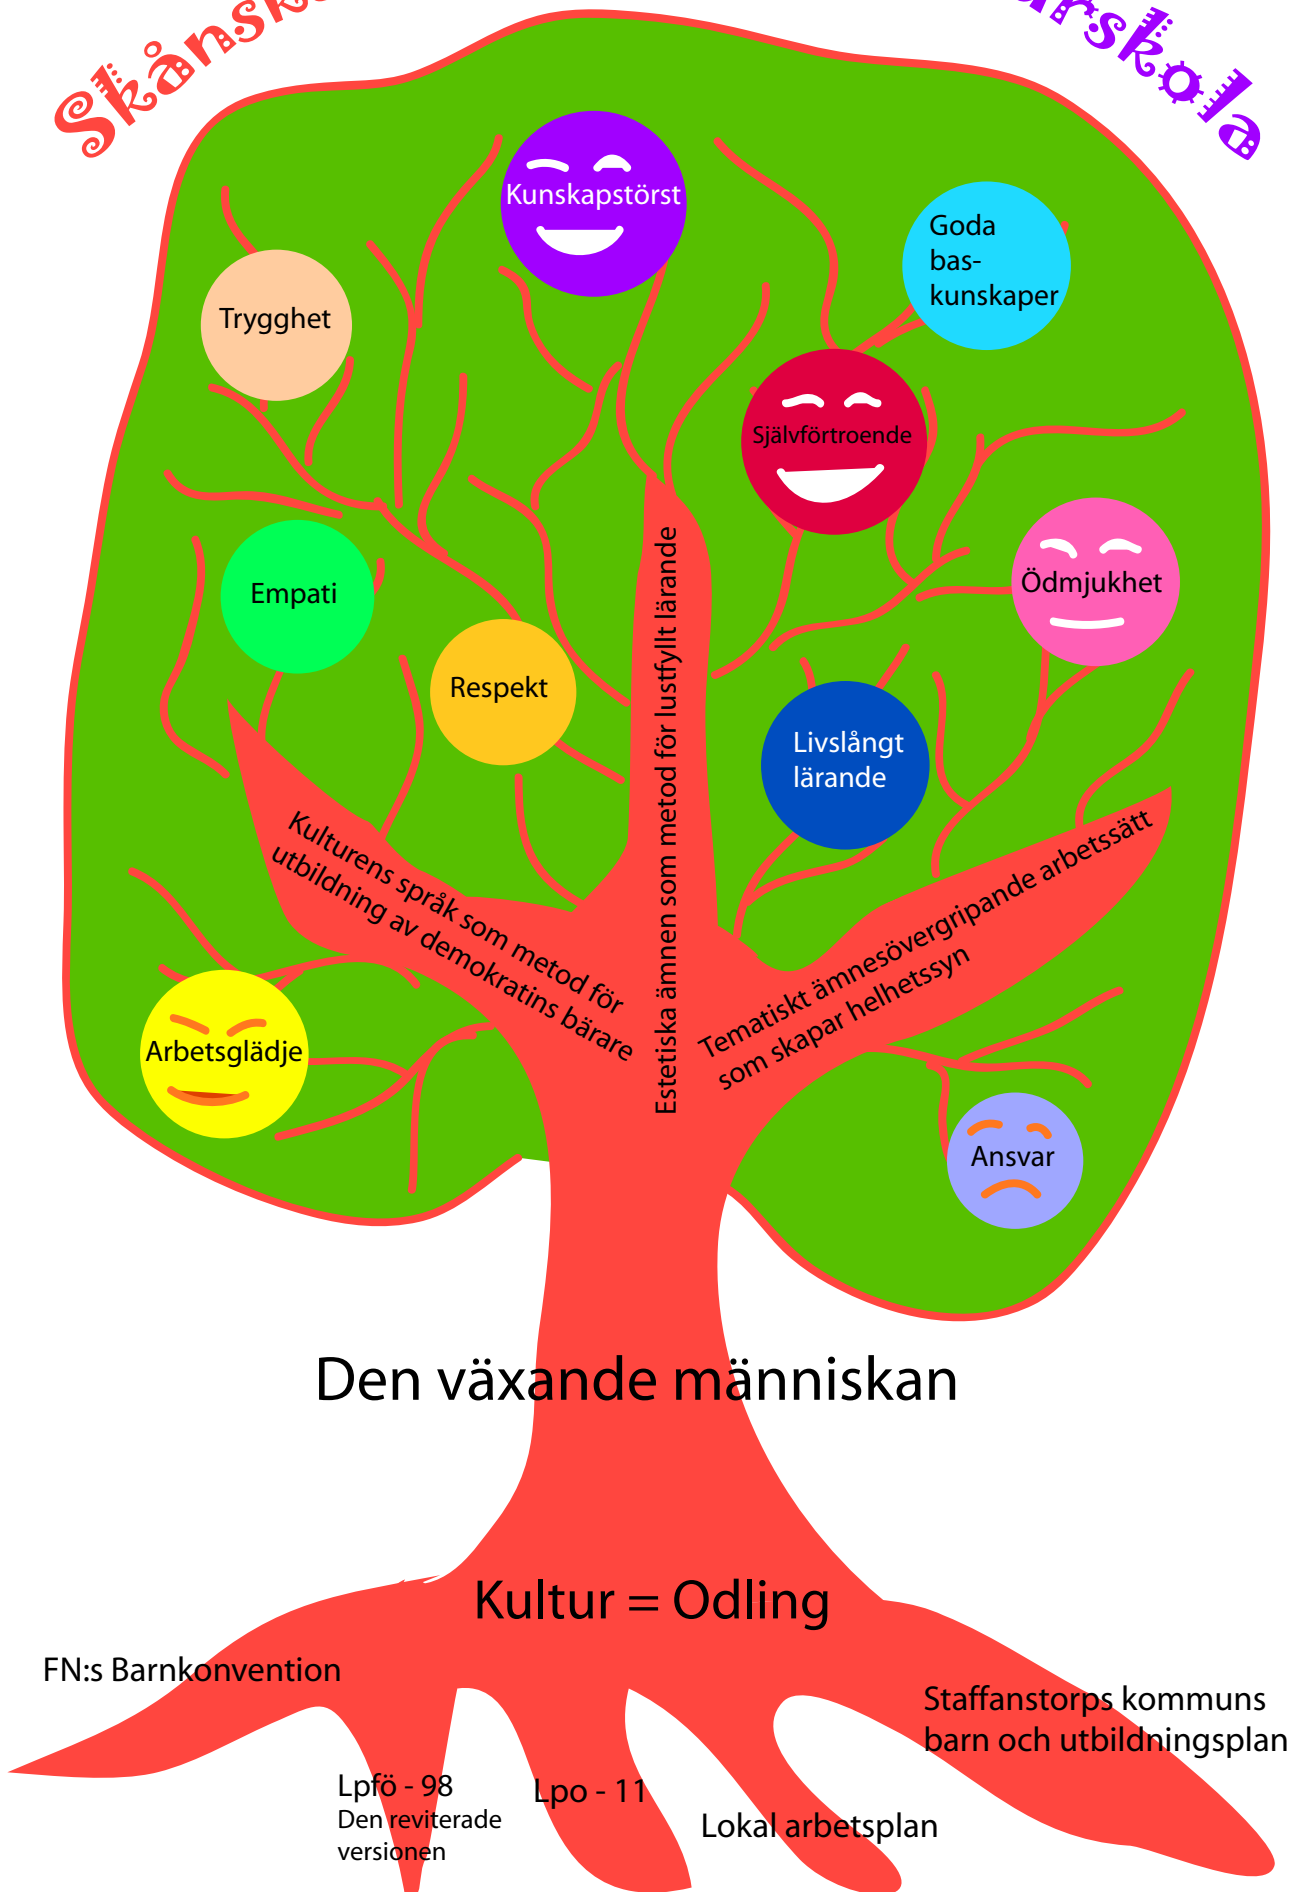 Kunskapstörst
Goda
bas-
kunskaper
Trygghet
Självförtroende
Ödmjukhet
Empati
Respekt
Livslångt
lärande
Kulturens språk som metod för
utbildning av demokratins bärare
Estetiska ämnen som metod för lustfyllt lärande
Tematiskt ämnesövergripande arbetssätt
som skapar helhetssyn
Arbetsglädje
Ansvar
Den växande människan
Kultur = Odling
FN:s Barnkonvention
Staffanstorps kommuns
barn och utbildningsplan
Lpfö - 98
Den reviterade
versionen
Lpo - 11
Lokal arbetsplan